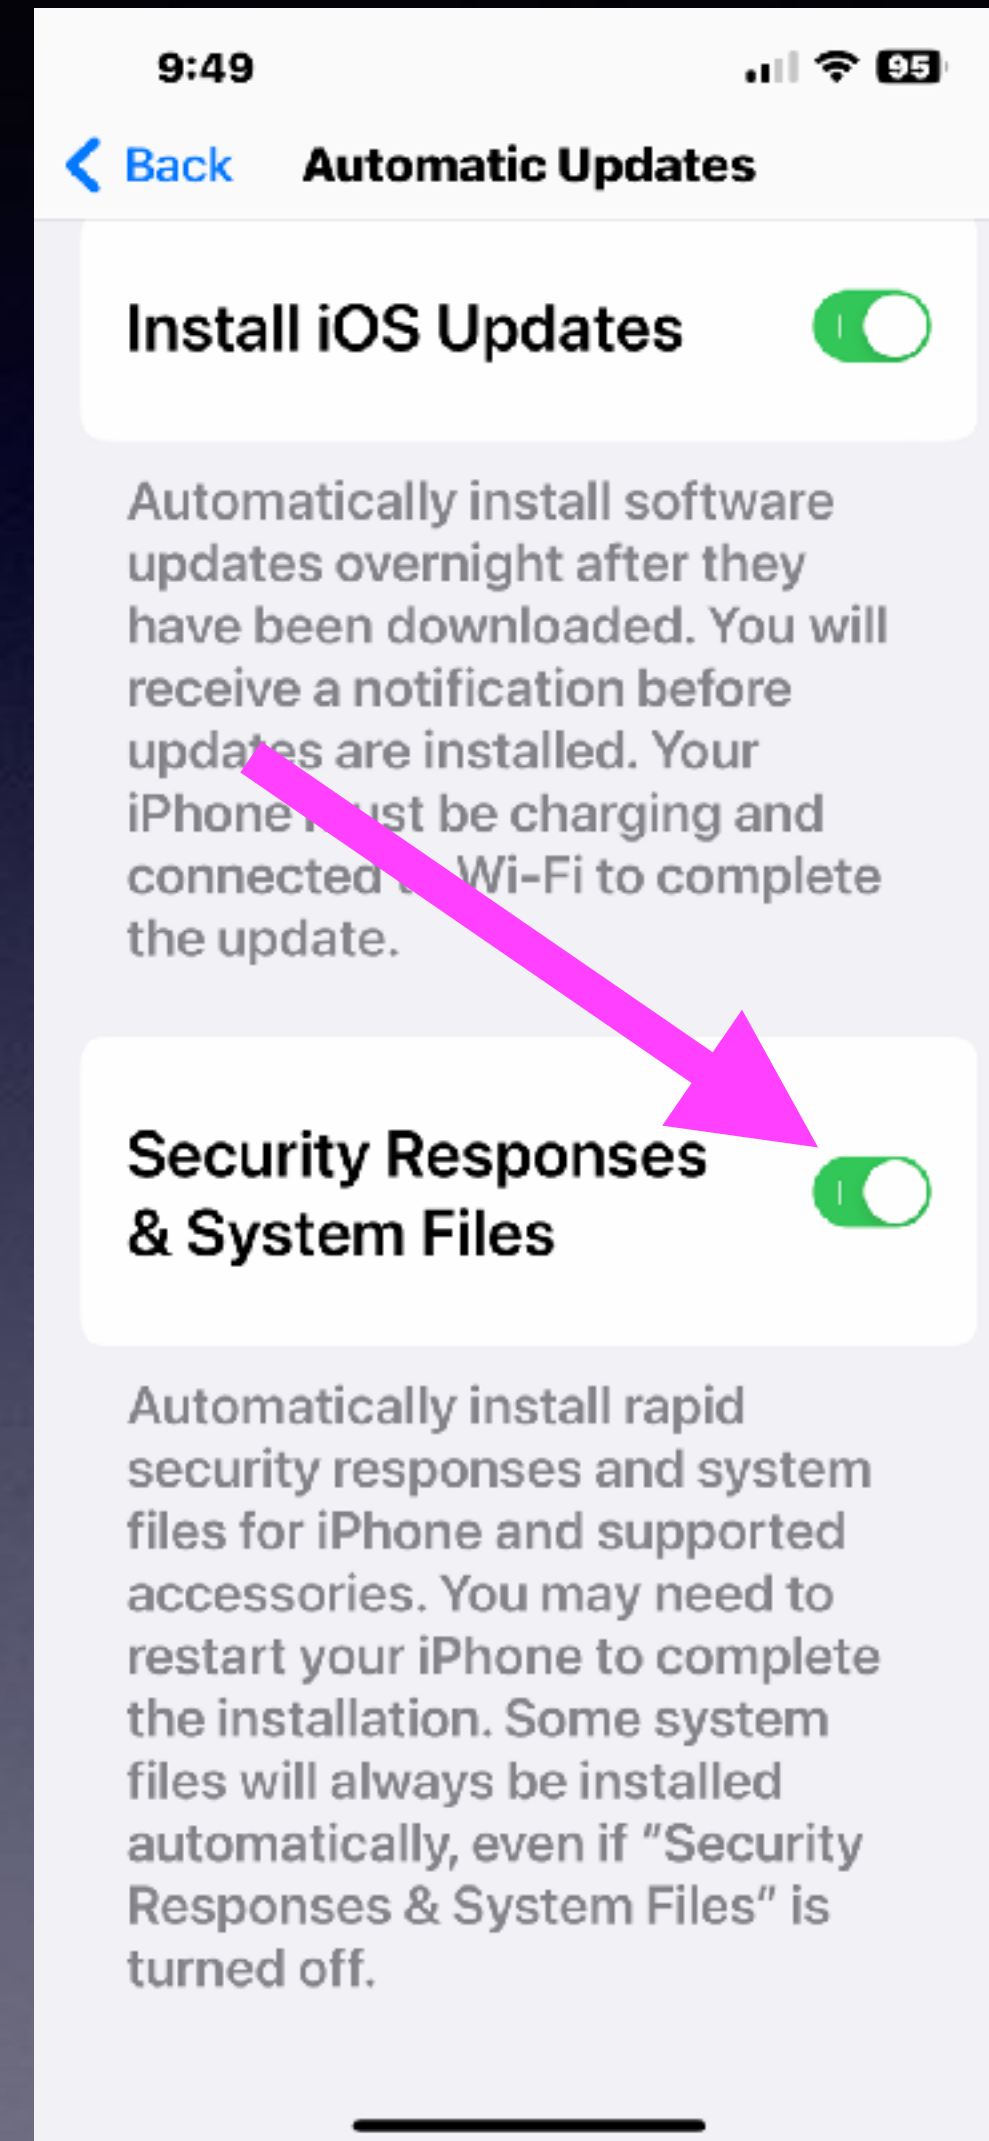 9:49 95
Back Automatic Updates
Install iOS Updates
Automatically install software
updates overnight after they
have been downloaded. You will
receive a notification before
updates are installed. Your
iPhone must be charging and
connected Wi-Fi to complete
the update.
Security Responses
& System Files
Automatically install rapid
security responses and system
files for iPhone and supported
accessories. You may need to
restart your iPhone to complete
the installation. Some system
files will always be installed
automatically, even if "Security
Responses & System Files" is
turned off.